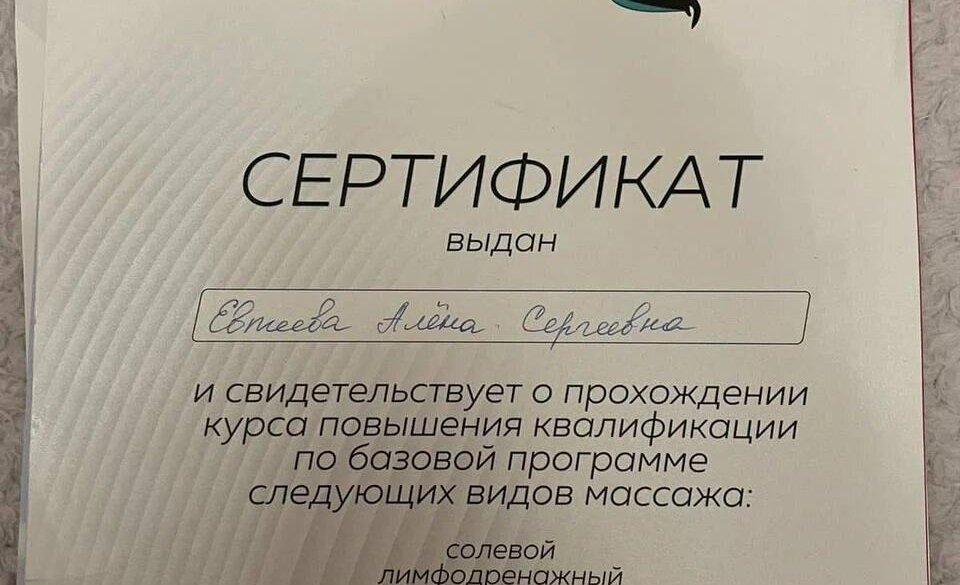 СЕРТИФИКАТ
выдан
Евтеева Алёна Сергеевна
и свидетельствует о прохождении
курса повышения квалификации
по базовой программе
следующих видов массажа:
солевой
лимфодренажный